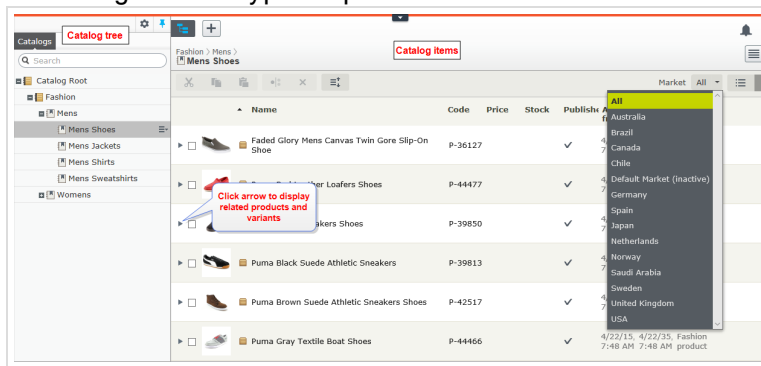 Catalogs
Catalog tree
Search
Catalog Root
Fashion
Mens
Mens Shoes
Mens Jackets
Mens Shirts
Mens Sweatshirts
Womens
Fashion > Mens >
Mens Shoes
Catalog items
Market All
Name Code Price Stock Publishe
Faded Glory Mens Canvas Twin Gore Slip-On
Shoe
P-36127
Loafers Shoes P-44477
Click arrow to display
related products and
variants
Shoes P-39850
Puma Black Suede Athletic Sneakers P-39813
Puma Brown Suede Athletic Sneakers Shoes P-42517
Puma Gray Textile Boat Shoes P-44466
4/22/15, 4/22/35, Fashion
7:48 AM 7:48 AM product
All
Australia
Brazil
Canada
Chile
Default Market (inactive)
Germany
Spain
Japan
Netherlands
Norway
Saudi Arabia
Sweden
United Kingdom
USA